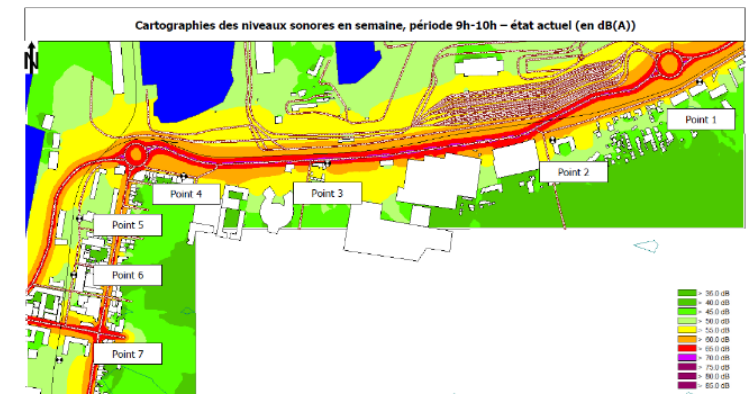 Cartographies des niveaux sonores en semaine, période 9h-10h – état actuel (en dB(A))
N
Point 1
Point 2
Point 3
Point 4
Point 5
Point 6
Point 7
> 35.0 dB
> 40.0 dB
> 45.0 dB
> 50.0 dB
> 55.0 dB
> 60.0 dB
> 65.0 dB
> 70.0 dB
> 75.0 dB
> 80.0 dB
> 85.0 dB